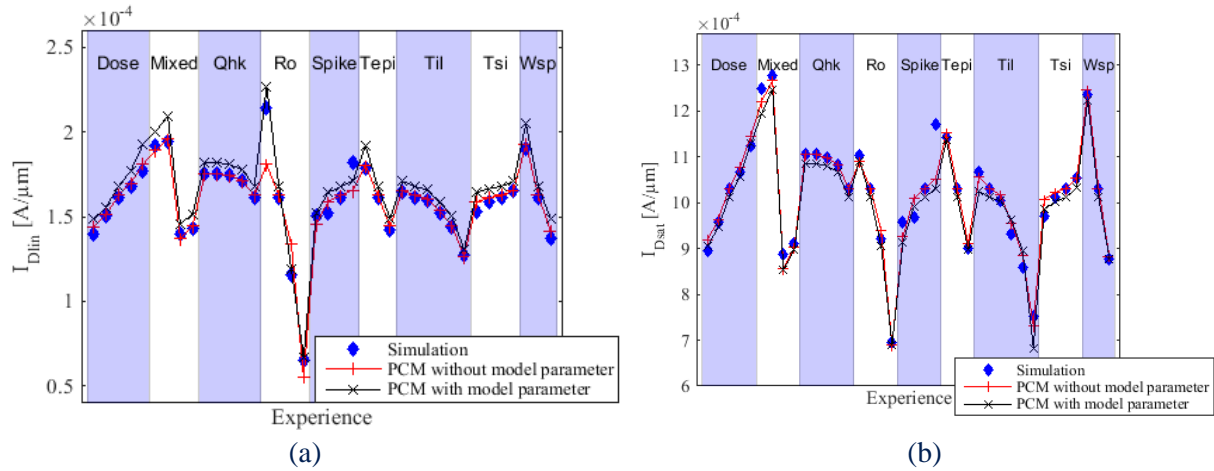 ×10⁻⁴
2.5
2
1.5
1
0.5
I_Dlin [A/μm]
Dose Mixed Qhk Ro Spike Tepi Til Tsi Wsp
Simulation
PCM without model parameter
PCM with model parameter
Experience
(a)
×10⁻⁴
13
12
11
10
9
8
7
6
I_Dsat [A/μm]
Dose Mixed Qhk Ro Spike Tepi Til Tsi Wsp
Simulation
PCM without model parameter
PCM with model parameter
Experience
(b)